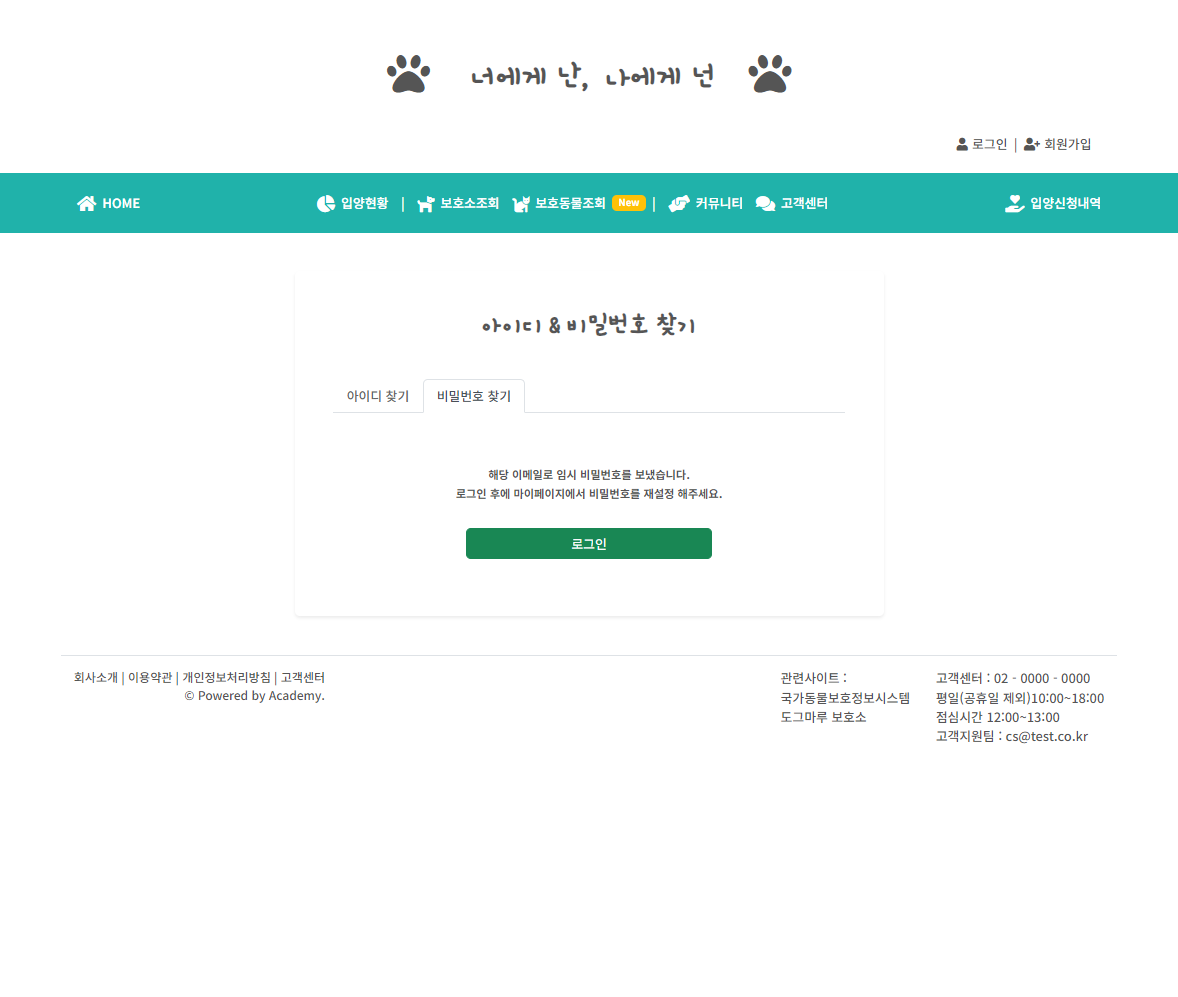 너에게 난, 나에게 넌
로그인 | 회원가입
HOME 입양현황 | 보호소조회 보호동물조회 New | 커뮤니티 고객센터 입양신청내역
아이디 & 비밀번호 찾기
아이디 찾기 비밀번호 찾기
해당 이메일로 임시 비밀번호를 보냈습니다.
로그인 후에 마이페이지에서 비밀번호를 재설정 해주세요.
로그인
회사소개 | 이용약관 | 개인정보처리방침 | 고객센터
© Powered by Academy.
관련사이트 :
국가동물보호정보시스템
도그마루 보호소
고객센터 : 02 - 0000 - 0000
평일(공휴일 제외)10:00~18:00
점심시간 12:00~13:00
고객지원팀 : cs@test.co.kr